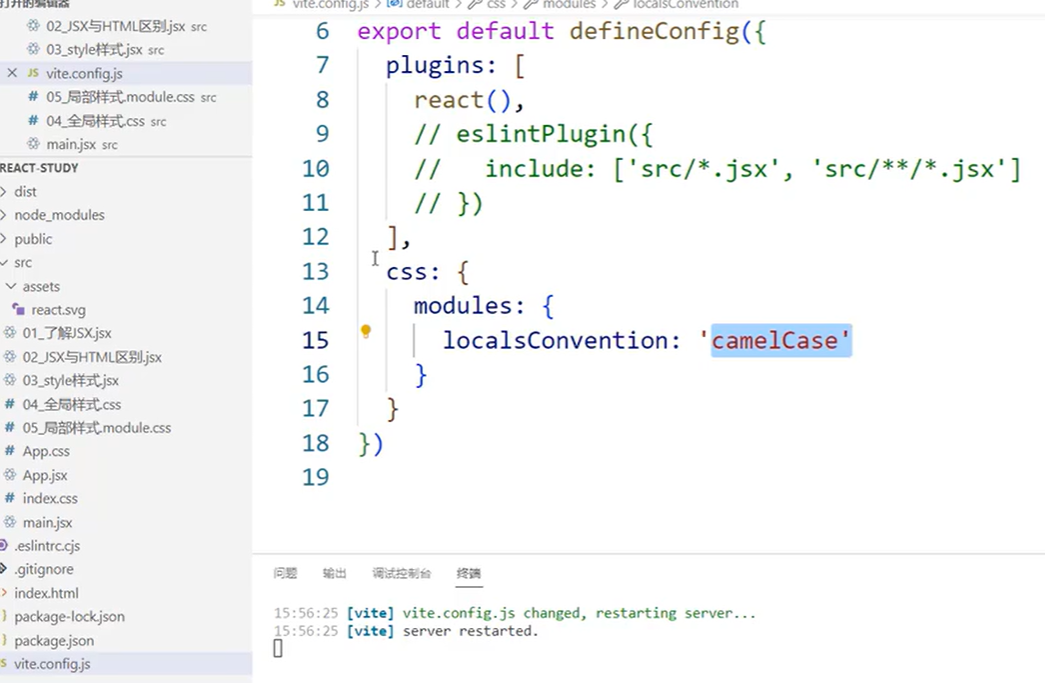 打开的编辑器
02_JSX与HTML区别.jsx src
03_style样式.jsx src
JS vite.config.js
# 05_局部样式.module.css src
# 04_全局样式.css src
main.jsx src
REACT-STUDY
dist
node_modules
public
src
assets
react.svg
01_了解JSX.jsx
02_JSX与HTML区别.jsx
03_style样式.jsx
# 04_全局样式.css
# 05_局部样式.module.css
# App.css
App.jsx
# index.css
main.jsx
.eslintrc.cjs
.gitignore
index.html
package-lock.json
package.json
vite.config.js
JS vite.config.js > default > css > modules > localsConvention
6 export default defineConfig({
7 plugins: [
8 react(),
9 // eslintPlugin({
10 // include: ['src/*.jsx', 'src/**/*.jsx']
11 // })
12 ],
13 css: {
14 modules: {
15 localsConvention: 'camelCase'
16 }
17 }
18 })
19
问题 输出 调试控制台 终端
15:56:25 [vite] vite.config.js changed, restarting server...
15:56:25 [vite] server restarted.